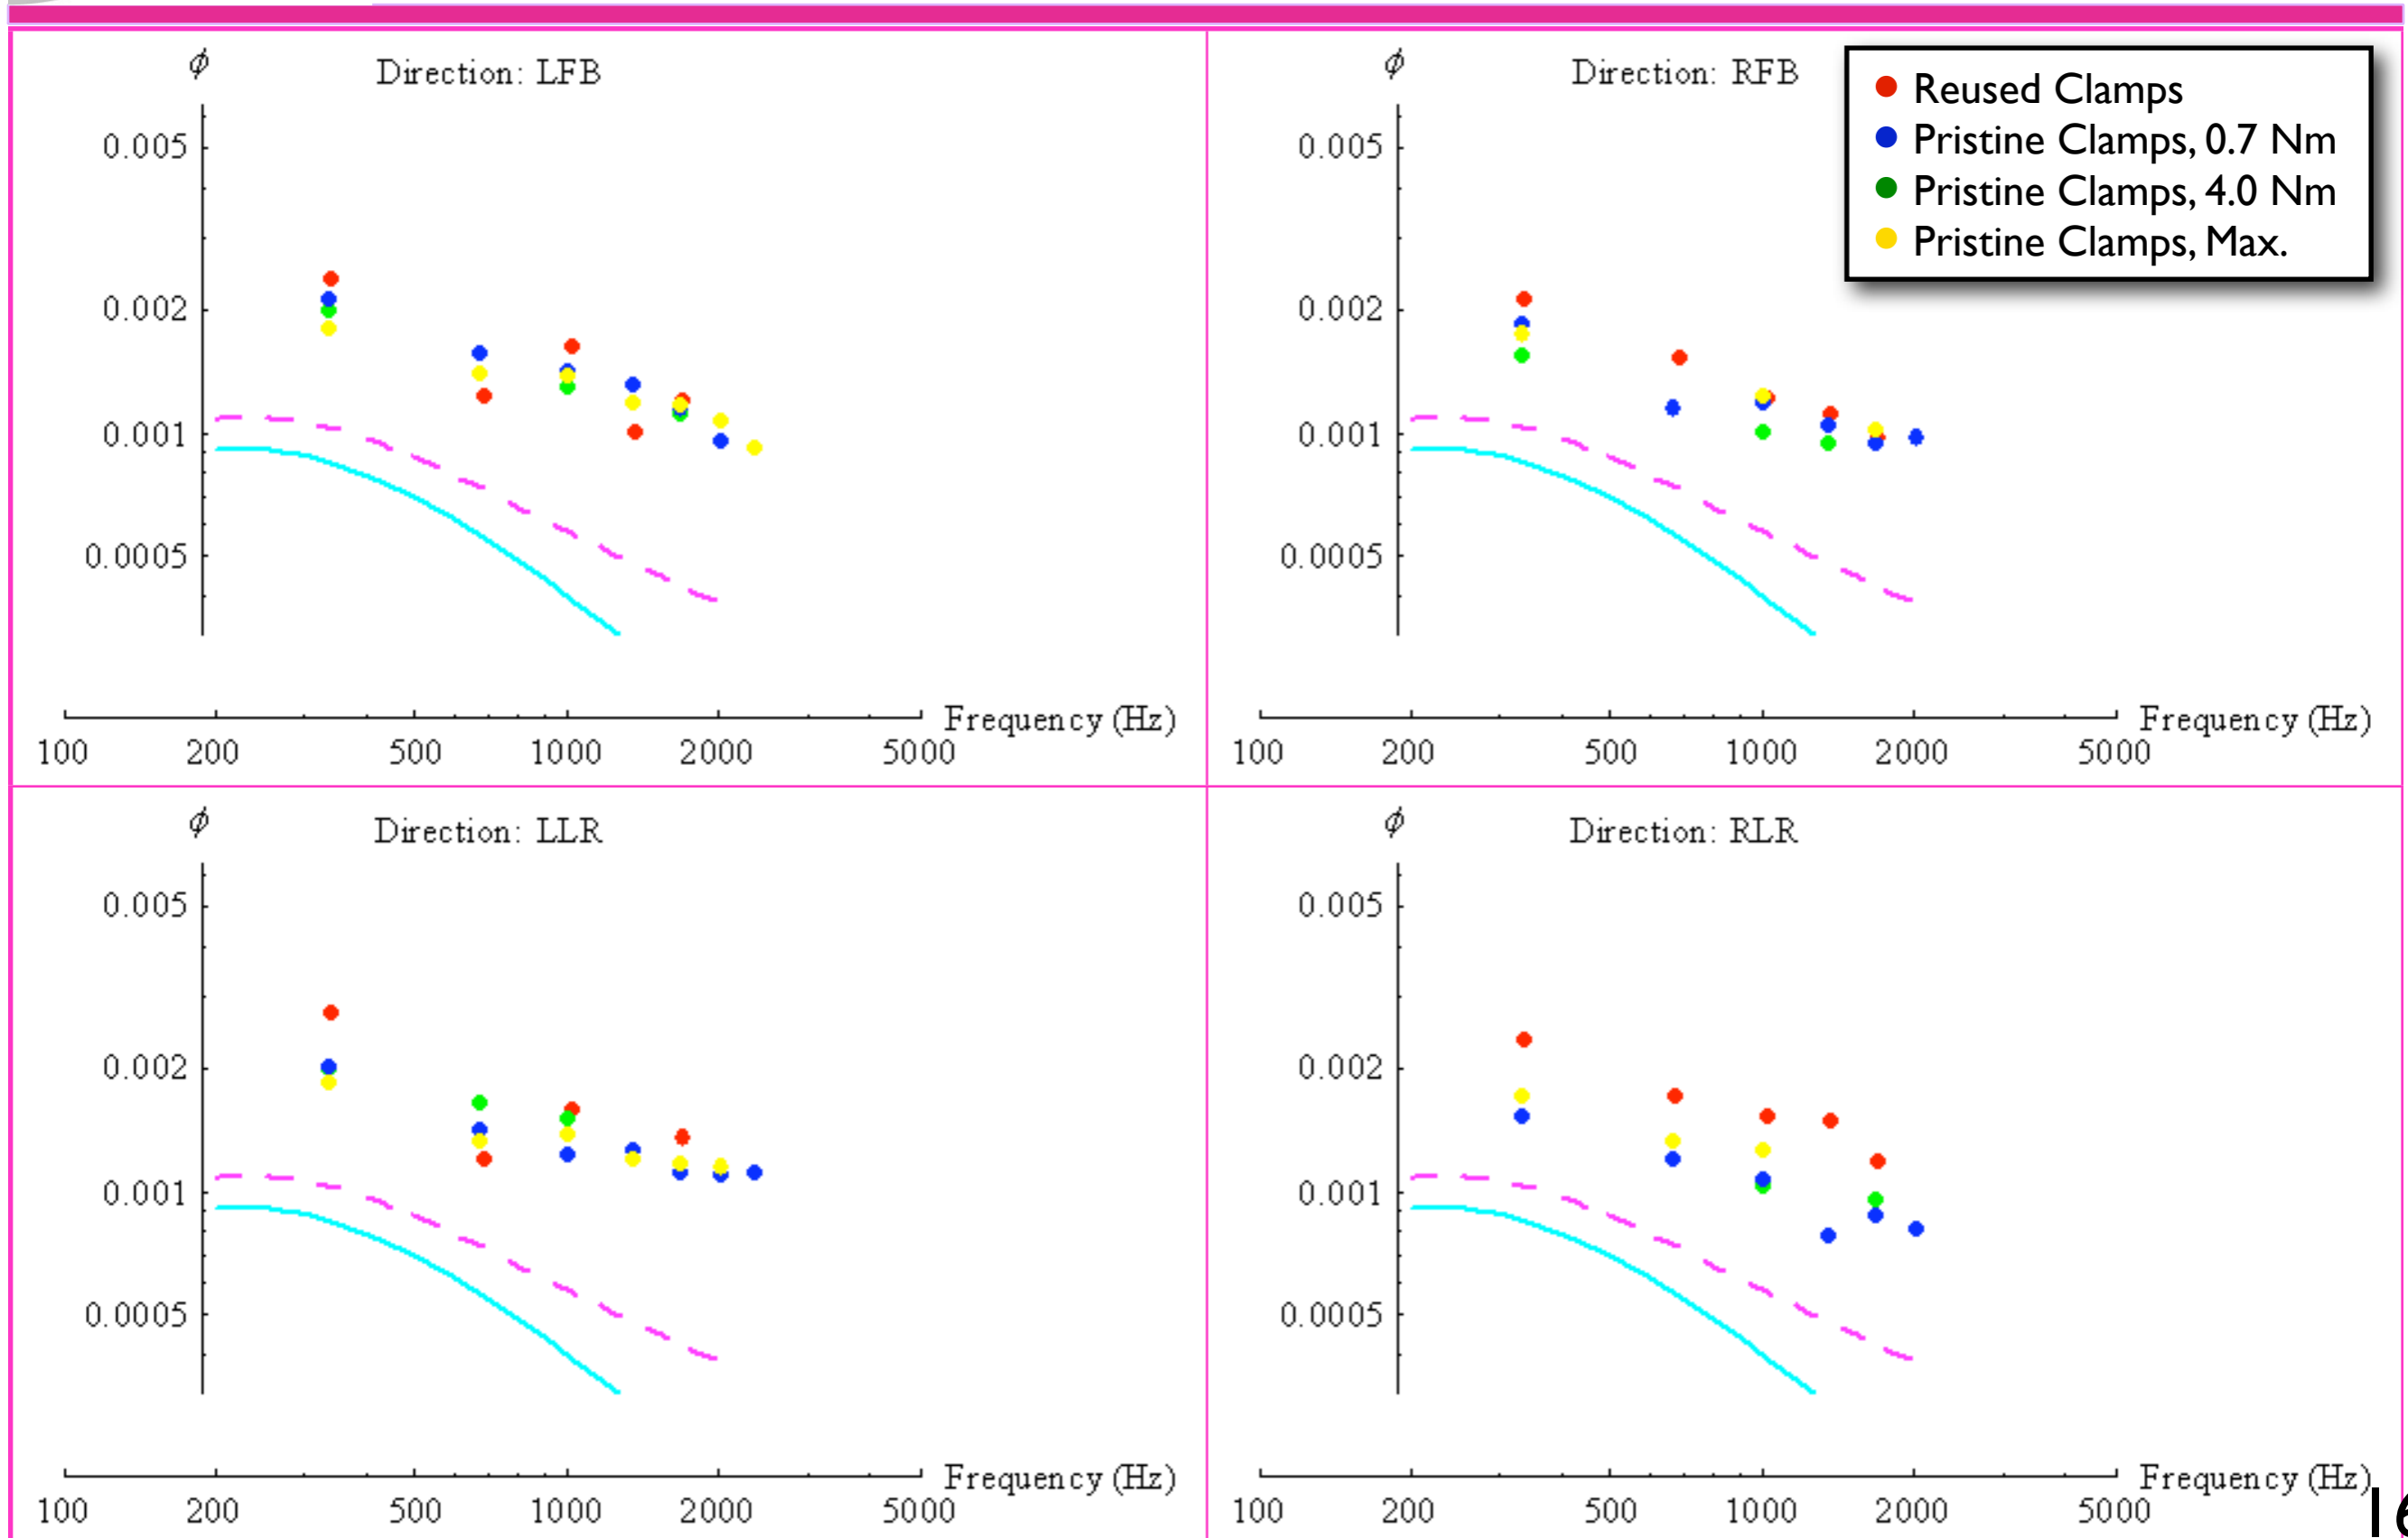 ϕ Direction: LFB
0.005
0.002
0.001
0.0005
100 200 500 1000 2000 5000 Frequency (Hz)
ϕ Direction: RFB
0.005
0.002
0.001
0.0005
100 200 500 1000 2000 5000 Frequency (Hz)
Reused Clamps
Pristine Clamps, 0.7 Nm
Pristine Clamps, 4.0 Nm
Pristine Clamps, Max.
ϕ Direction: LLR
0.005
0.002
0.001
0.0005
100 200 500 1000 2000 5000 Frequency (Hz)
ϕ Direction: RLR
0.005
0.002
0.001
0.0005
100 200 500 1000 2000 5000 Frequency (Hz)